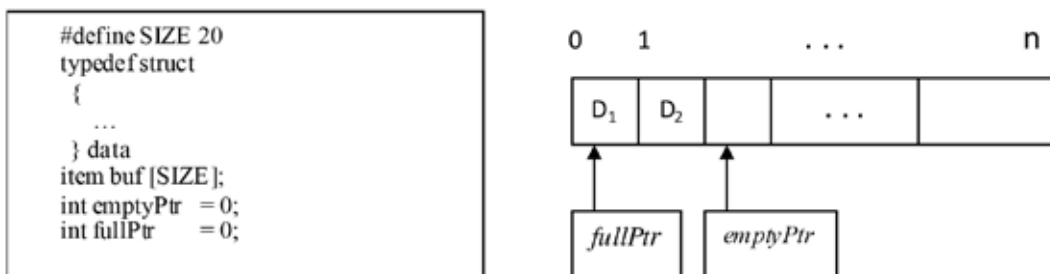 #define SIZE 20
typedef struct
{
...
} data
item buf [SIZE];
int emptyPtr = 0;
int fullPtr = 0;
0 1 . . . n
D₁ D₂ . . .
fullPtr emptyPtr